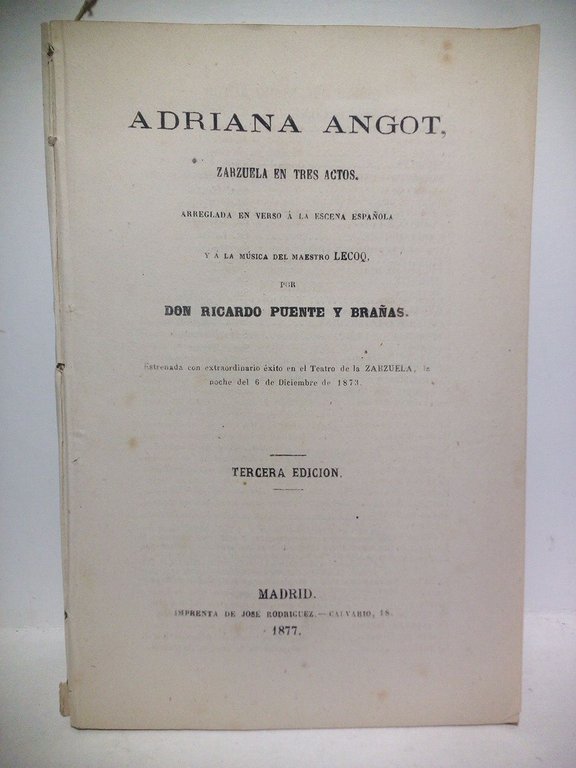 ADRIANA ANGOT,
ZARZUELA EN TRES ACTOS.
ARREGLADA EN VERSO Á LA ESCENA ESPAÑOLA
Y Á LA MÚSICA DEL MAESTRO LECOQ,
POR
DON RICARDO PUENTE Y BRAÑAS.
Estrenada con extraordinario éxito en el Teatro de la ZARZUELA, la
noche del 6 de Diciembre de 1873.
TERCERA EDICION.
MADRID.
IMPRENTA DE JOSÉ RODRIGUEZ.—CALVARIO, 18.
1877.